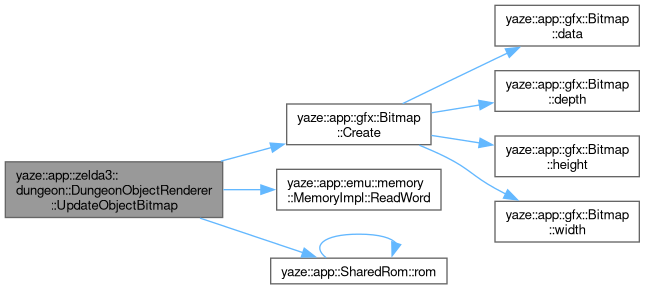 yaze::app::zelda3::
dungeon::DungeonObjectRenderer
::UpdateObjectBitmap
yaze::app::gfx::Bitmap
::Create
yaze::app::emu::memory
::MemoryImpl::ReadWord
yaze::app::SharedRom::rom
yaze::app::gfx::Bitmap
::data
yaze::app::gfx::Bitmap
::depth
yaze::app::gfx::Bitmap
::height
yaze::app::gfx::Bitmap
::width